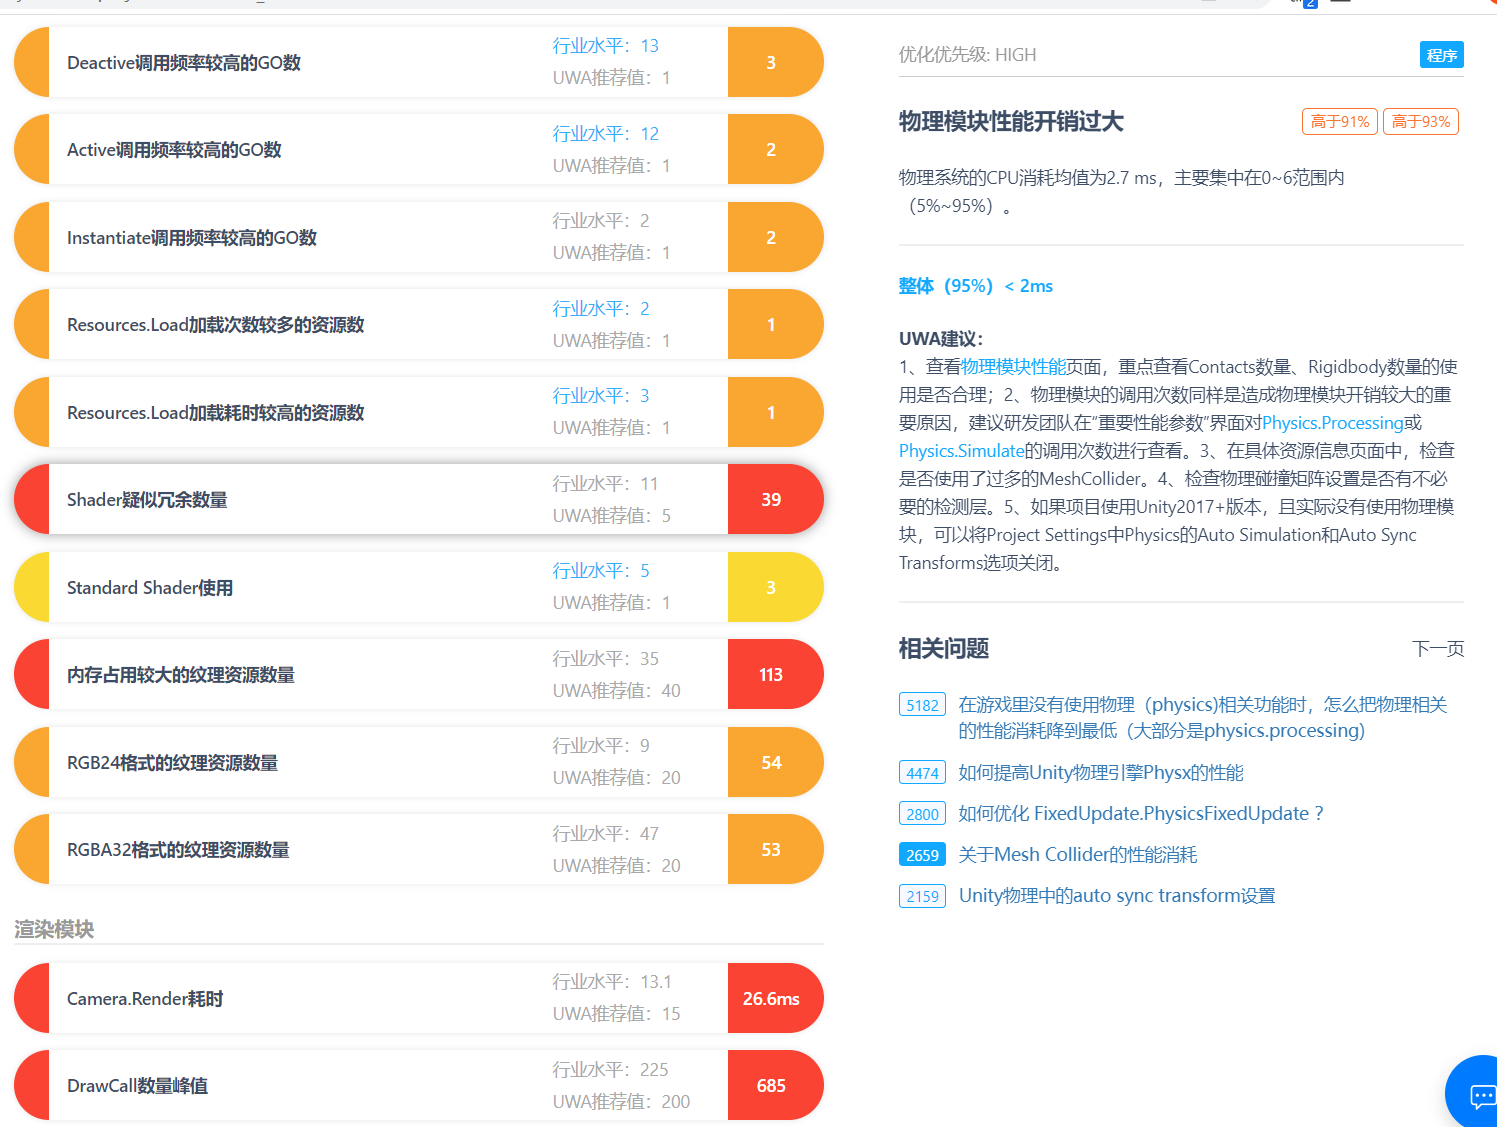 Deactive调用频率较高的GO数
行业水平：13
UWA推荐值：1
3
Active调用频率较高的GO数
行业水平：12
UWA推荐值：1
2
Instantiate调用频率较高的GO数
行业水平：2
UWA推荐值：1
2
Resources.Load加载次数较多的资源数
行业水平：2
UWA推荐值：1
1
Resources.Load加载耗时较高的资源数
行业水平：3
UWA推荐值：1
1
Shader疑似冗余数量
行业水平：11
UWA推荐值：5
39
Standard Shader使用
行业水平：5
UWA推荐值：1
3
内存占用较大的纹理资源数量
行业水平：35
UWA推荐值：40
113
RGB24格式的纹理资源数量
行业水平：9
UWA推荐值：20
54
RGBA32格式的纹理资源数量
行业水平：47
UWA推荐值：20
53
渲染模块
Camera.Render耗时
行业水平：13.1
UWA推荐值：15
26.6ms
DrawCall数量峰值
行业水平：225
UWA推荐值：200
685
2
优化优先级: HIGH
程序
物理模块性能开销过大
高于91%
高于93%
物理系统的CPU消耗均值为2.7 ms，主要集中在0~6范围内
（5%~95%）。
整体（95%）< 2ms
UWA建议：
1、查看物理模块性能页面，重点查看Contacts数量、Rigidbody数量的使
用是否合理；2、物理模块的调用次数同样是造成物理模块开销较大的重
要原因，建议研发团队在“重要性能参数”界面对Physics.Processing或
Physics.Simulate的调用次数进行查看。3、在具体资源信息页面中，检查
是否使用了过多的MeshCollider。4、检查物理碰撞矩阵设置是否有不必
要的检测层。5、如果项目使用Unity2017+版本，且实际没有使用物理模
块，可以将Project Settings中Physics的Auto Simulation和Auto Sync
Transforms选项关闭。
相关问题
下一页
5182
在游戏里没有使用物理（physics)相关功能时，怎么把物理相关
的性能消耗降到最低（大部分是physics.processing)
4474
如何提高Unity物理引擎Physx的性能
2800
如何优化 FixedUpdate.PhysicsFixedUpdate ？
2659
关于Mesh Collider的性能消耗
2159
Unity物理中的auto sync transform设置